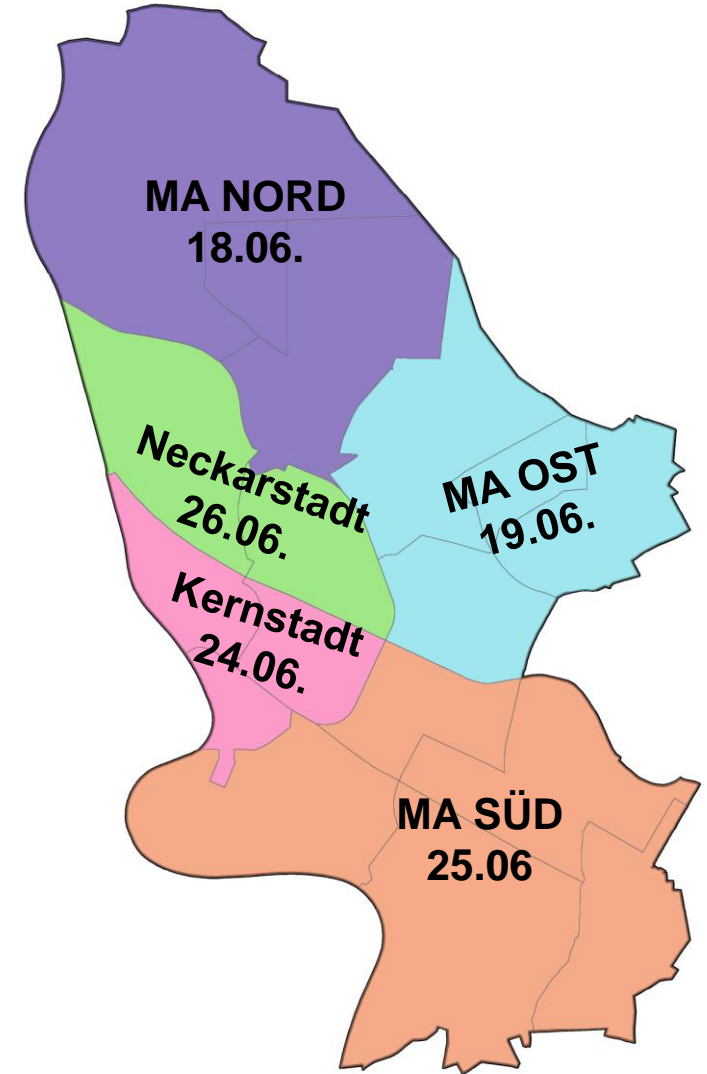 MA NORD
18.06.
Neckarstadt
26.06.
MA OST
19.06.
Kernstadt
24.06.
MA SÜD
25.06